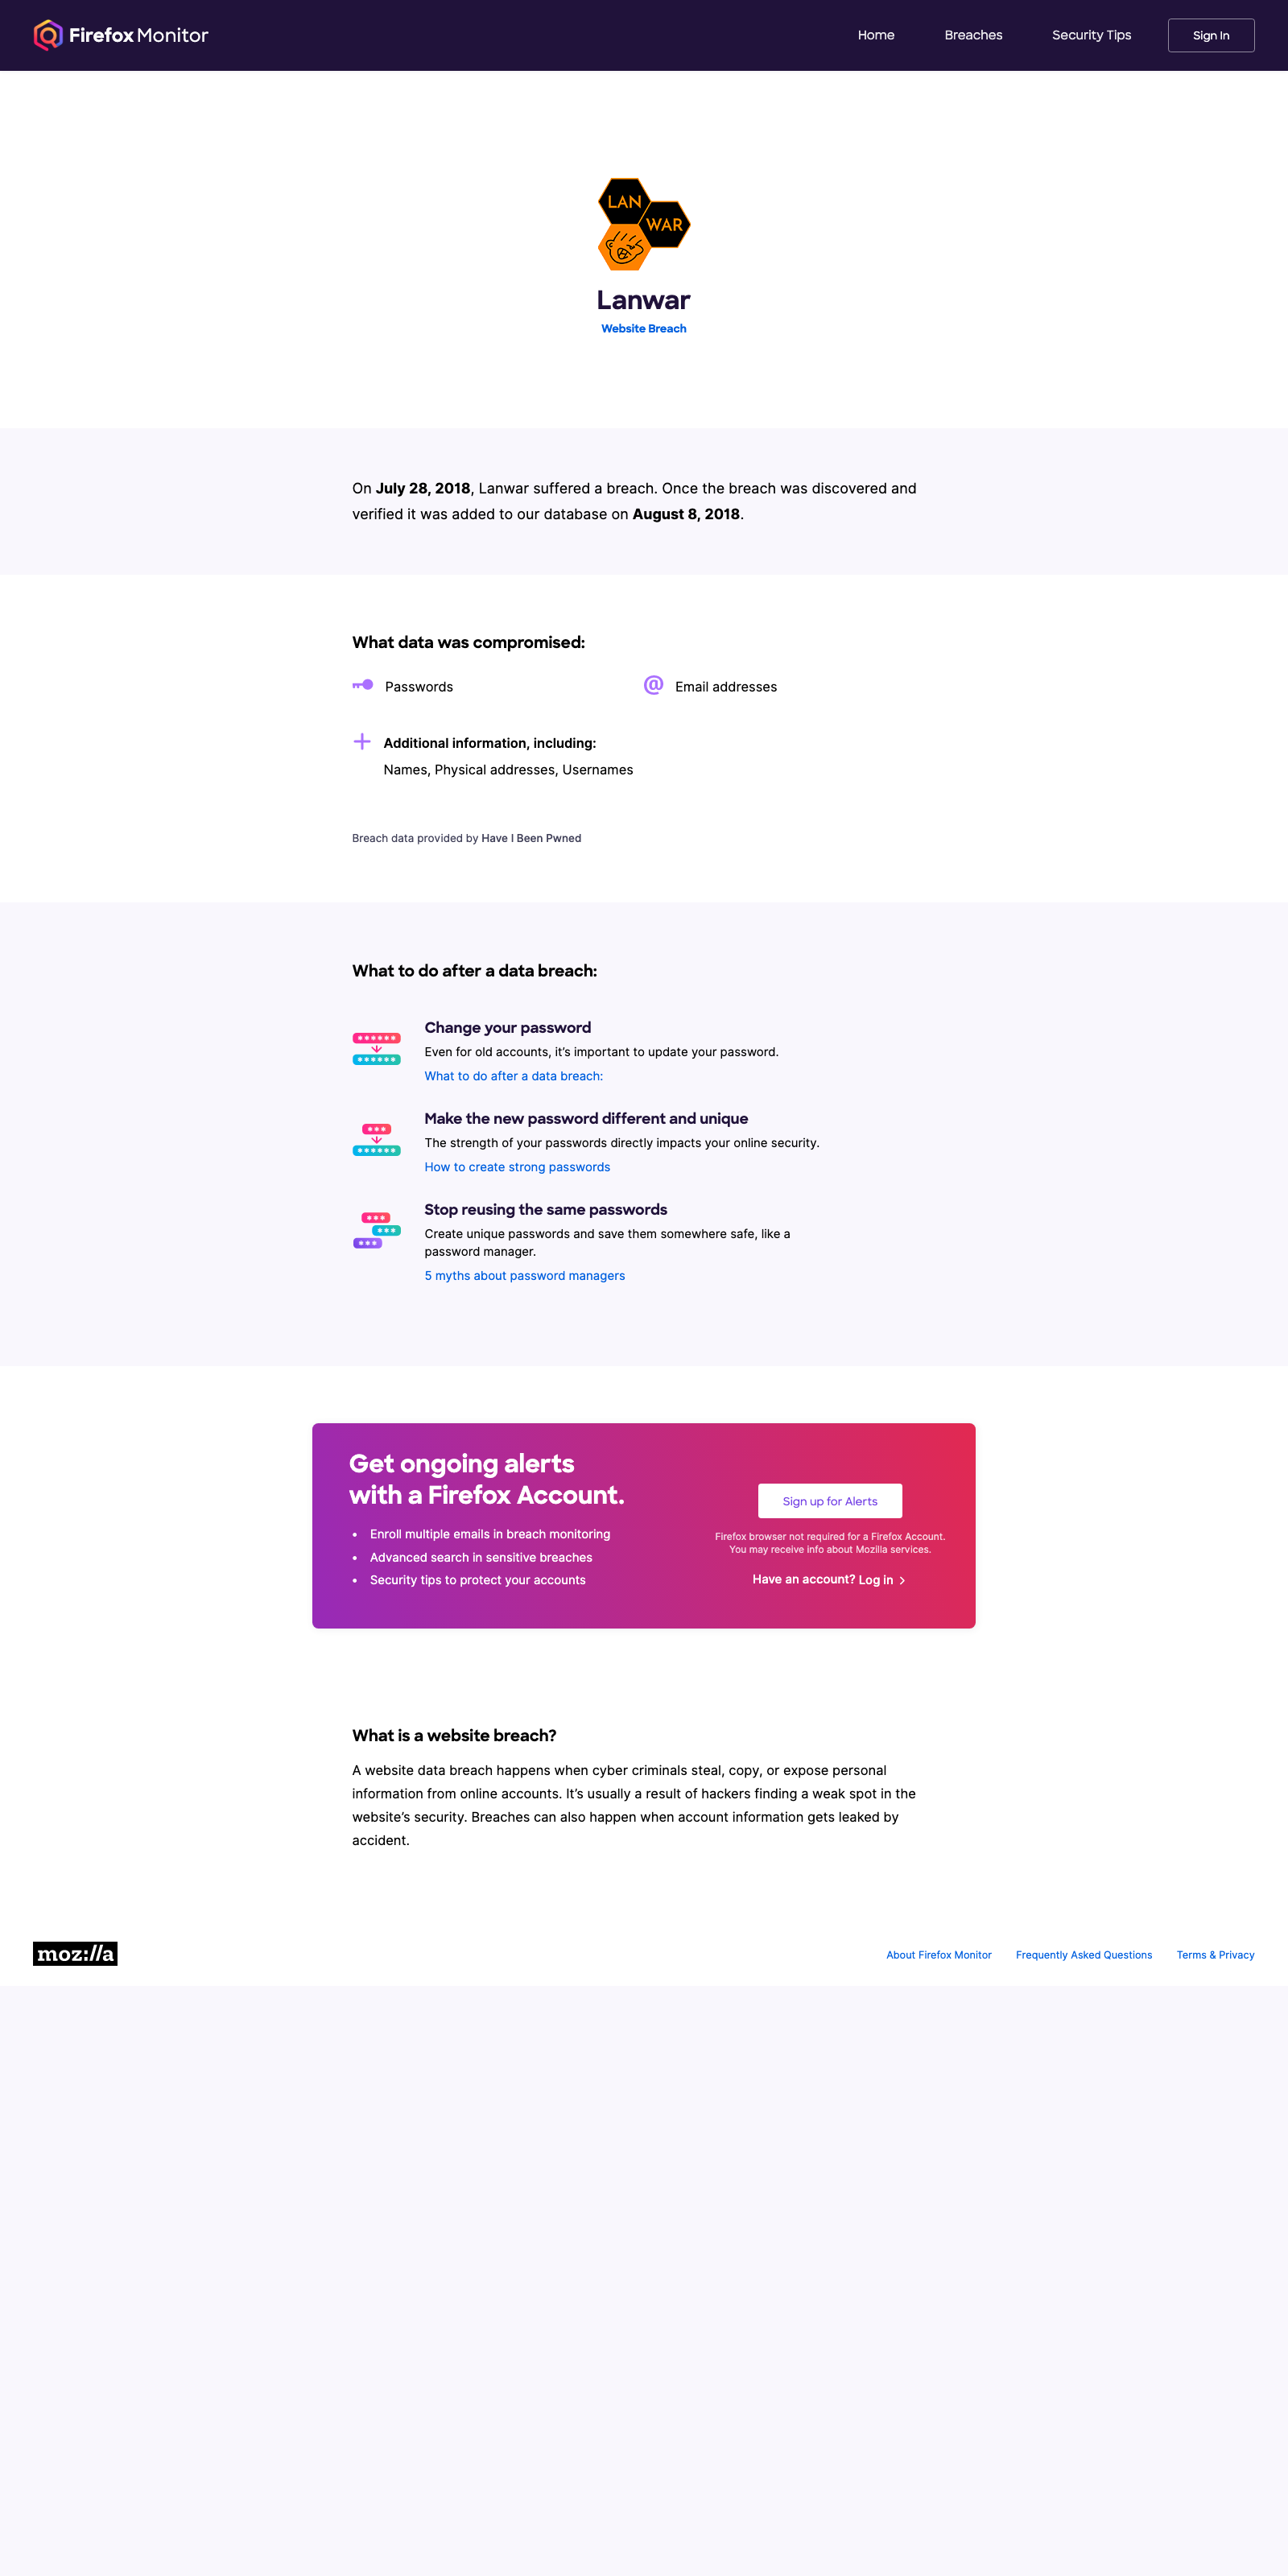 Firefox Monitor
Home
Breaches
Security Tips
Sign In
LAN
WAR
Lanwar
Website Breach
On July 28, 2018, Lanwar suffered a breach. Once the breach was discovered and
verified it was added to our database on August 8, 2018.
What data was compromised:
Passwords
@ Email addresses
Additional information, including:
Names, Physical addresses, Usernames
Breach data provided by Have I Been Pwned
What to do after a data breach:
Change your password
Even for old accounts, it’s important to update your password.
What to do after a data breach:
Make the new password different and unique
The strength of your passwords directly impacts your online security.
How to create strong passwords
Stop reusing the same passwords
Create unique passwords and save them somewhere safe, like a
password manager.
5 myths about password managers
Get ongoing alerts
with a Firefox Account.
• Enroll multiple emails in breach monitoring
• Advanced search in sensitive breaches
• Security tips to protect your accounts
Sign up for Alerts
Firefox browser not required for a Firefox Account.
You may receive info about Mozilla services.
Have an account? Log in
What is a website breach?
A website data breach happens when cyber criminals steal, copy, or expose personal
information from online accounts. It’s usually a result of hackers finding a weak spot in the
website’s security. Breaches can also happen when account information gets leaked by
accident.
moz://a
About Firefox Monitor
Frequently Asked Questions
Terms & Privacy